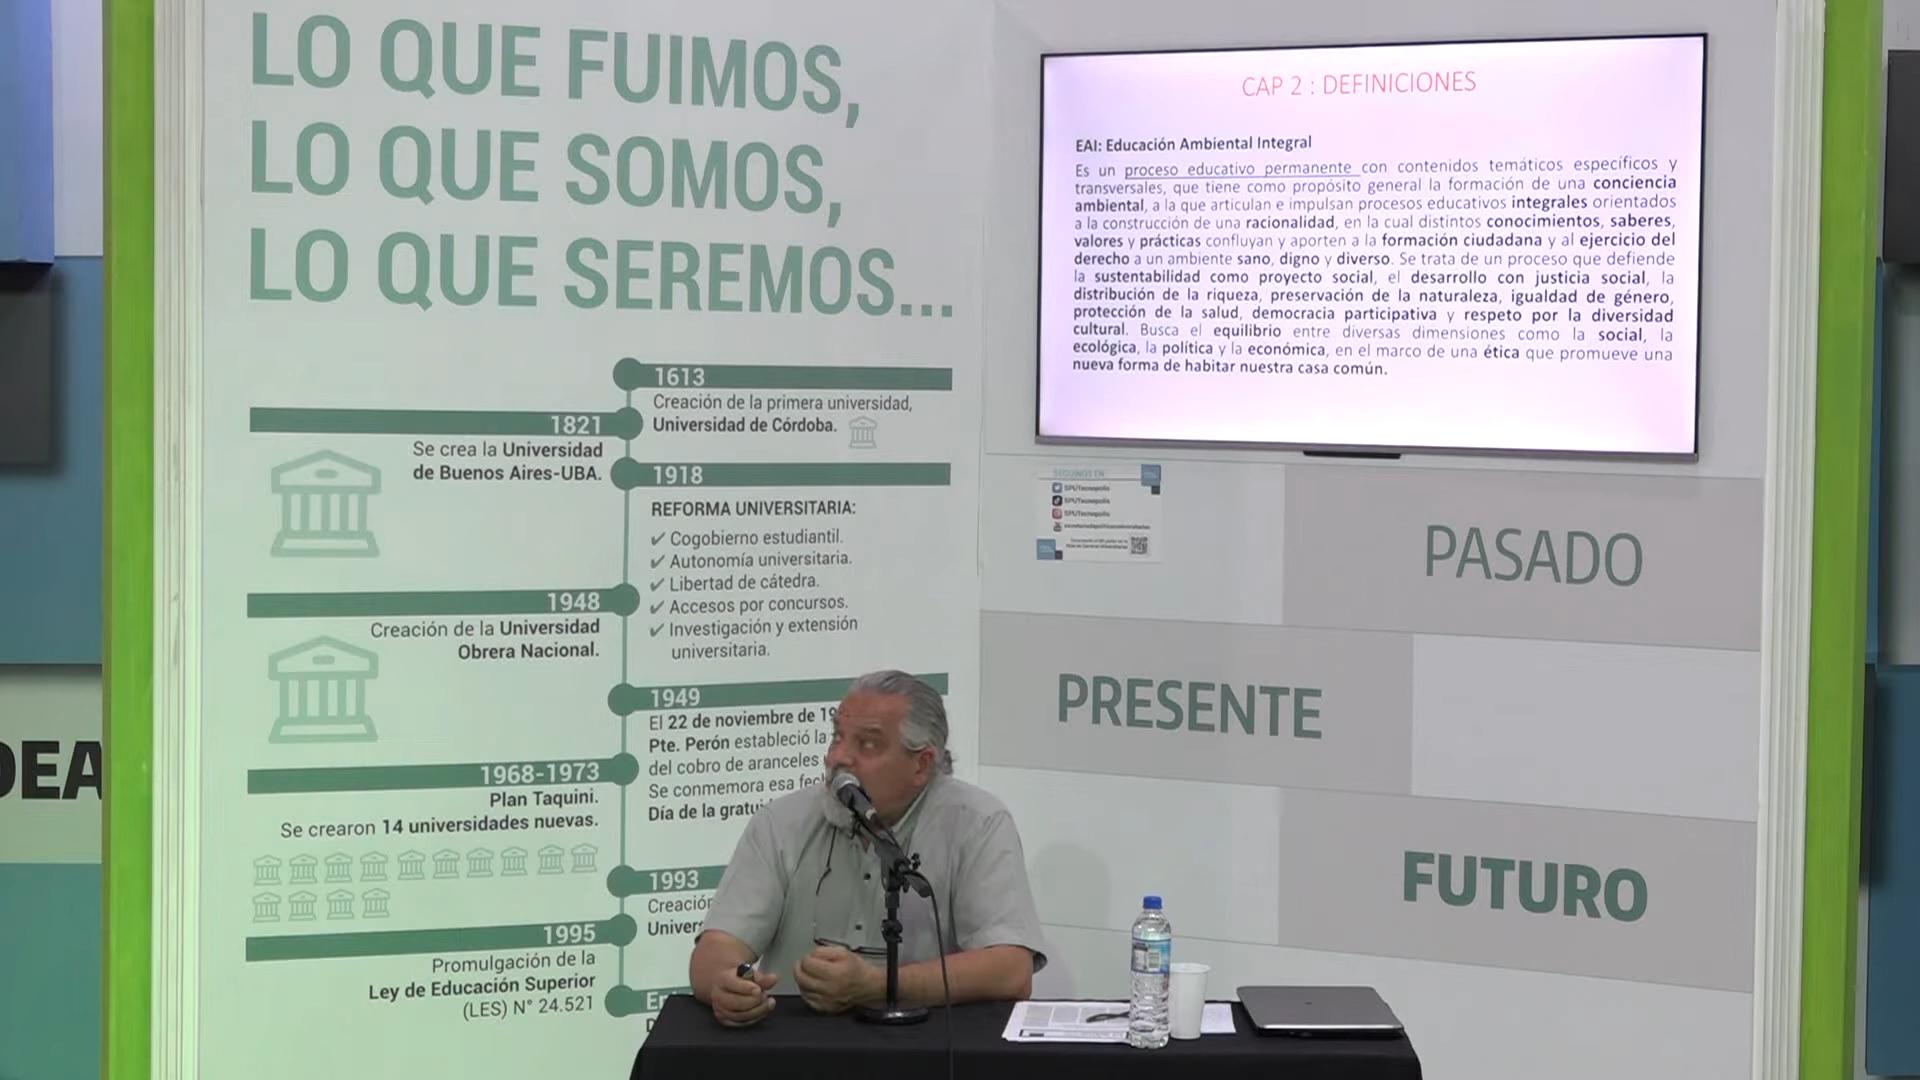 LO QUE FUIMOS,
LO QUE SOMOS,
LO QUE SEREMOS...
1613
Creación de la primera universidad,
Universidad de Córdoba.
1821
Se crea la Universidad
de Buenos Aires-UBA.
1918
REFORMA UNIVERSITARIA:
✓ Cogobierno estudiantil.
✓ Autonomía universitaria.
✓ Libertad de cátedra.
✓ Accesos por concursos.
✓ Investigación y extensión
universitaria.
1948
Creación de la Universidad
Obrera Nacional.
1949
El 22 de noviembre de 19
Pte. Perón estableció la
del cobro de aranceles
Se conmemora esa fec
Día de la gratui
1968-1973
Plan Taquini.
Se crearon 14 universidades nuevas.
1993
Creación
Univer
1995
Promulgación de la
Ley de Educación Superior
(LES) N° 24.521
DEA
CAP 2 : DEFINICIONES
EAI: Educación Ambiental Integral
Es un proceso educativo permanente con contenidos temáticos específicos y
transversales, que tiene como propósito general la formación de una conciencia
ambiental, a la que articulan e impulsan procesos educativos integrales orientados
a la construcción de una racionalidad, en la cual distintos conocimientos, saberes,
valores y prácticas confluyan y aporten a la formación ciudadana y al ejercicio del
derecho a un ambiente sano, digno y diverso. Se trata de un proceso que defiende
la sustentabilidad como proyecto social, el desarrollo con justicia social, la
distribución de la riqueza, preservación de la naturaleza, igualdad de género,
protección de la salud, democracia participativa y respeto por la diversidad
cultural. Busca el equilibrio entre diversas dimensiones como la social, la
ecológica, la política y la económica, en el marco de una ética que promueve una
nueva forma de habitar nuestra casa común.
SEGUINOS EN
SPUTecnopolis
SPUTecnopolis
SPUTecnopolis
PASADO
PRESENTE
FUTURO